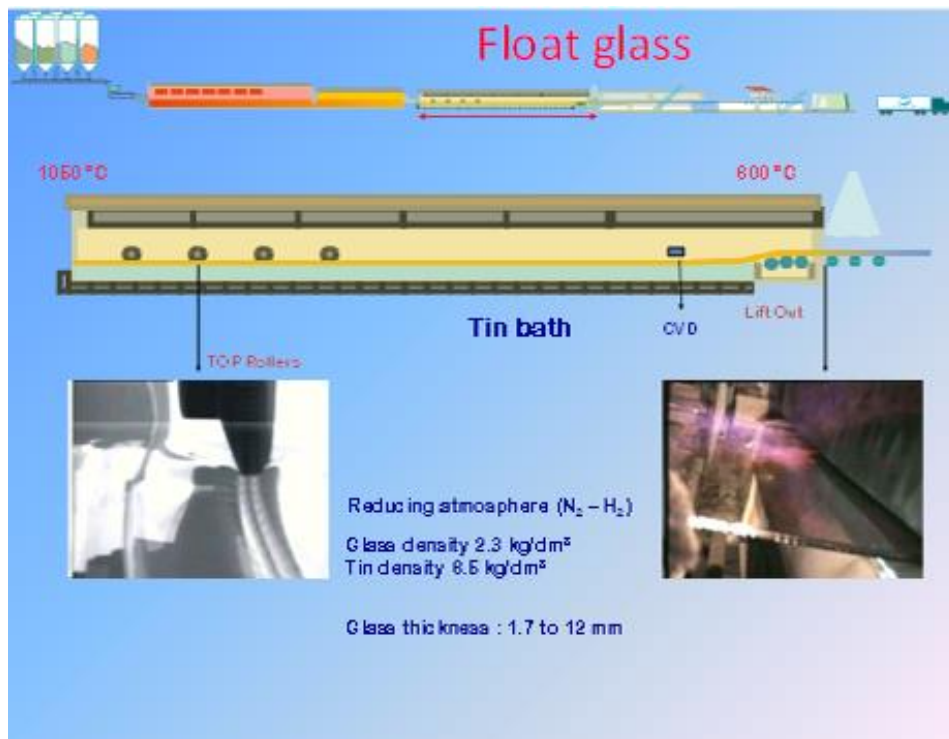 Float glass
1050 °C
600 °C
Tin bath
CVD
Lift Out
TOP Rollers
Reducing atmosphere (N₂ – H₂)
Glass density 2.3 kg/dm³
Tin density 6.5 kg/dm³
Glass thickness : 1.7 to 12 mm